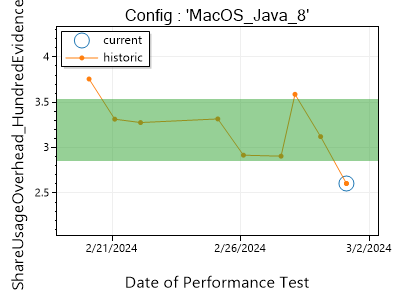 Config : 'MacOS_Java_8'
ShareUsageOverhead_HundredEvidence
current
historic
4
3.5
3
2.5
2/21/2024
2/26/2024
3/2/2024
Date of Performance Test